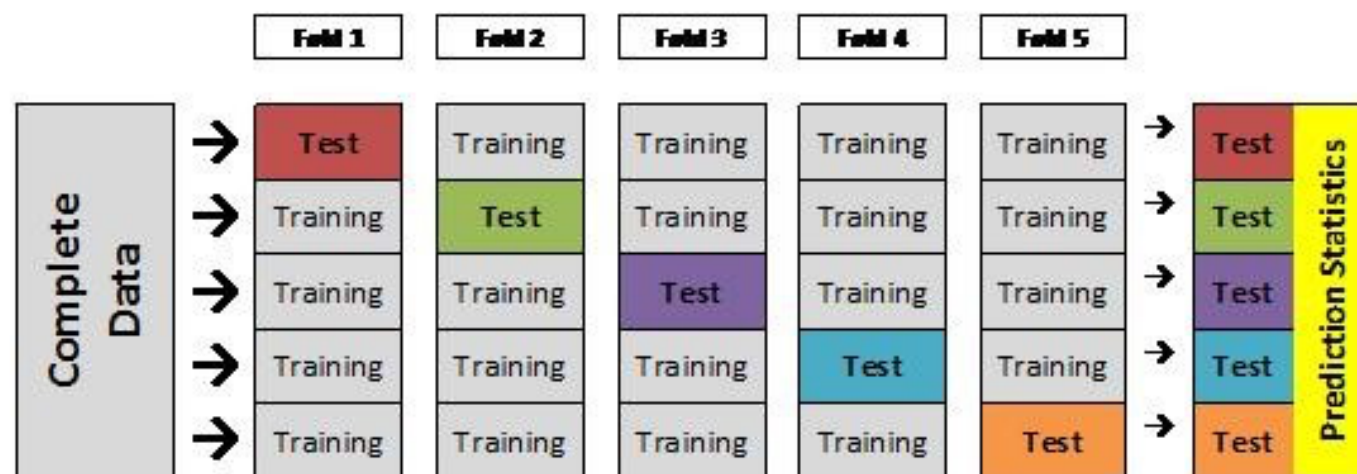 Fold 1 Fold 2 Fold 3 Fold 4 Fold 5
Complete
Data
Test Training Training Training Training Test
Training Test Training Training Training Test
Training Training Test Training Training Test
Training Training Training Test Training Test
Training Training Training Training Test Test
Prediction Statistics